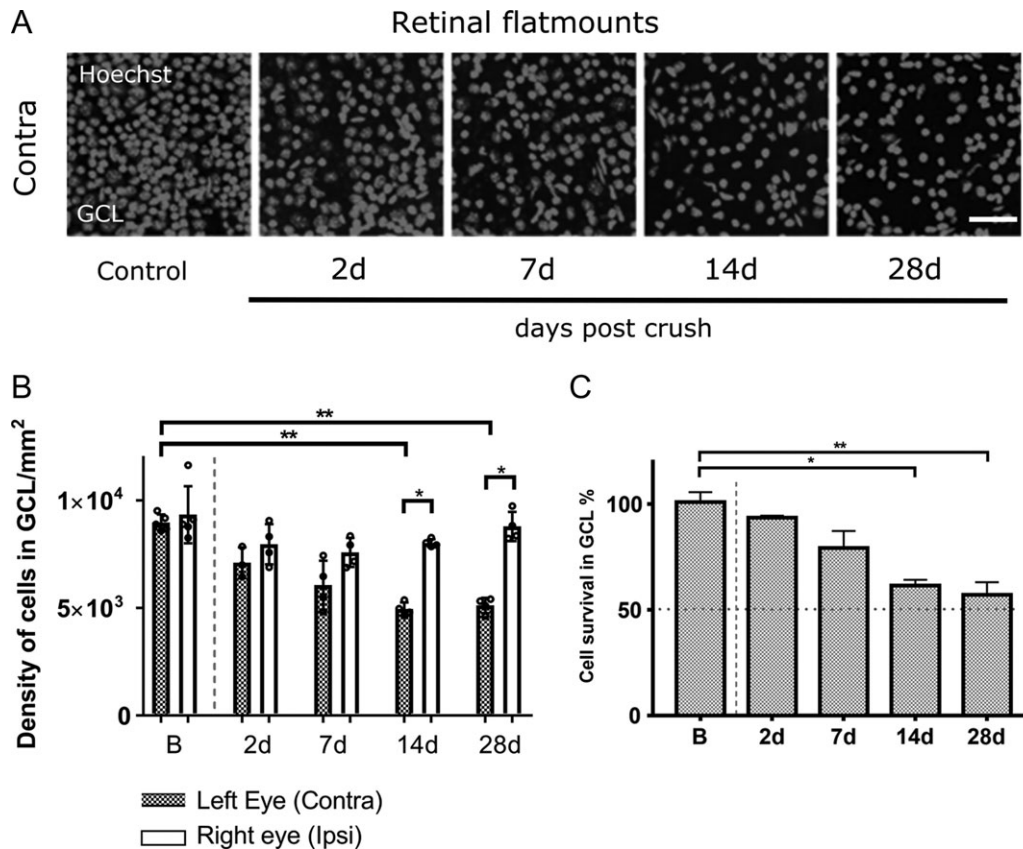 A
Retinal flatmounts
Contra
Hoechst
GCL
Control
2d
7d
14d
28d
days post crush
B
Density of cells in GCL/mm²
**
**
*
*
1×10⁴
5×10³
0
B
2d
7d
14d
28d
Left Eye (Contra)
Right eye (Ipsi)
C
Cell survival in GCL %
**
*
100
50
0
B
2d
7d
14d
28d